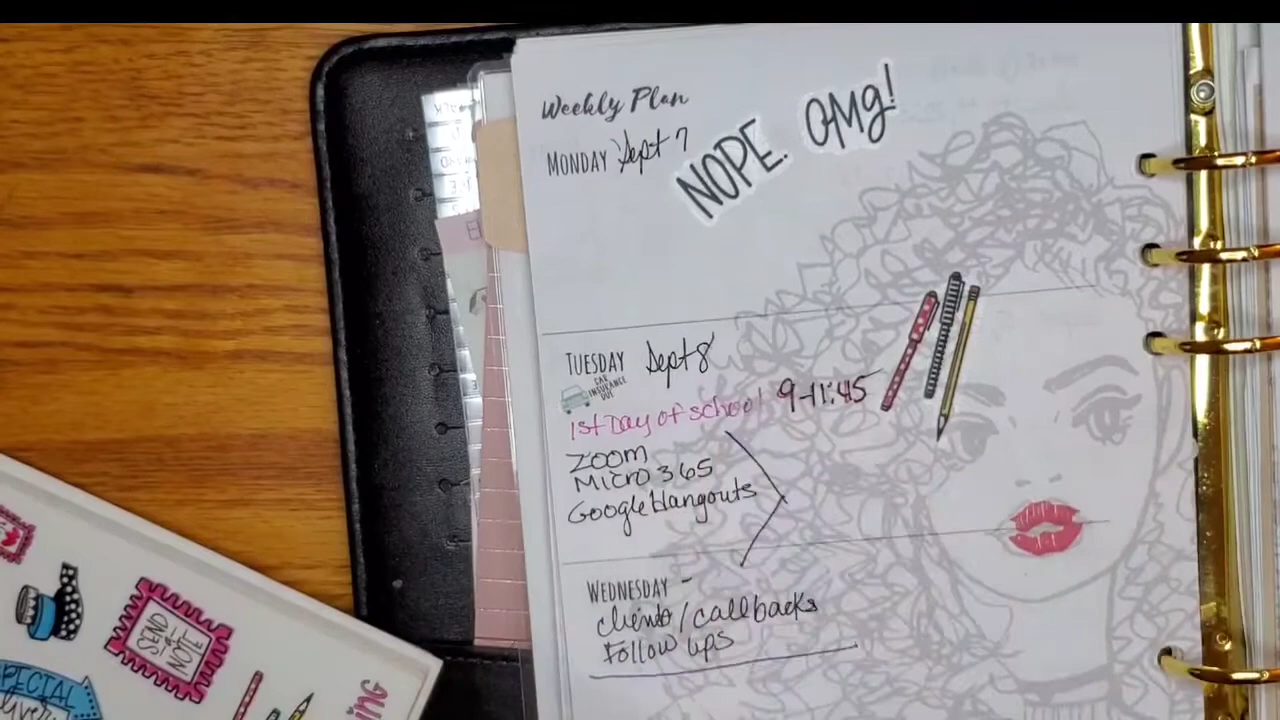 Weekly Plan
MONDAY Sept 7
NOPE. OMG!
TUESDAY Sept 8
CAR
INSURANCE
DUE
1st Day of school 9-11:45
Zoom
Micro 365
Google Hangouts
WEDNESDAY -
clients/callbacks
Follow ups
SEND
a
NOTE